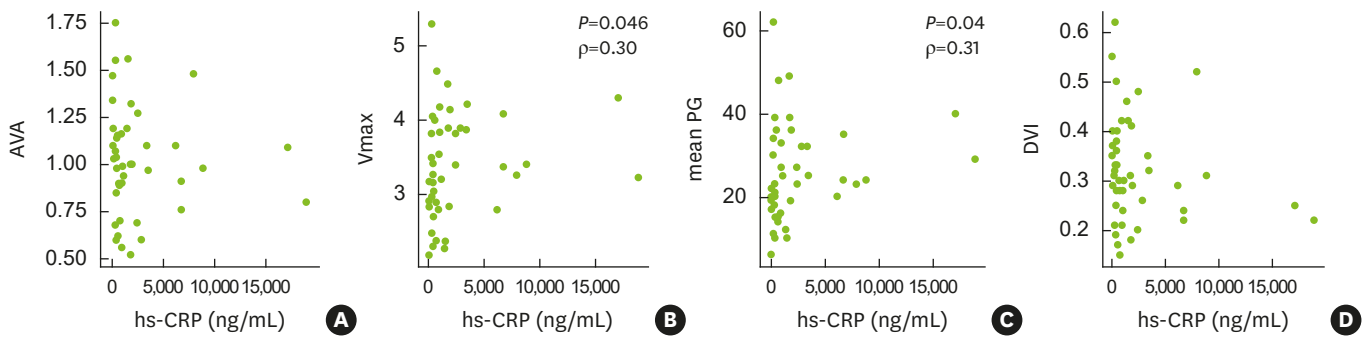 AVA
1.75
1.50
1.25
1.00
0.75
0.50
0 5,000 10,000 15,000
hs-CRP (ng/mL)
A
Vmax
5
4
3
P=0.046
ρ=0.30
0 5,000 10,000 15,000
hs-CRP (ng/mL)
B
mean PG
60
40
20
P=0.04
ρ=0.31
0 5,000 10,000 15,000
hs-CRP (ng/mL)
C
DVI
0.6
0.5
0.4
0.3
0.2
0 5,000 10,000 15,000
hs-CRP (ng/mL)
D